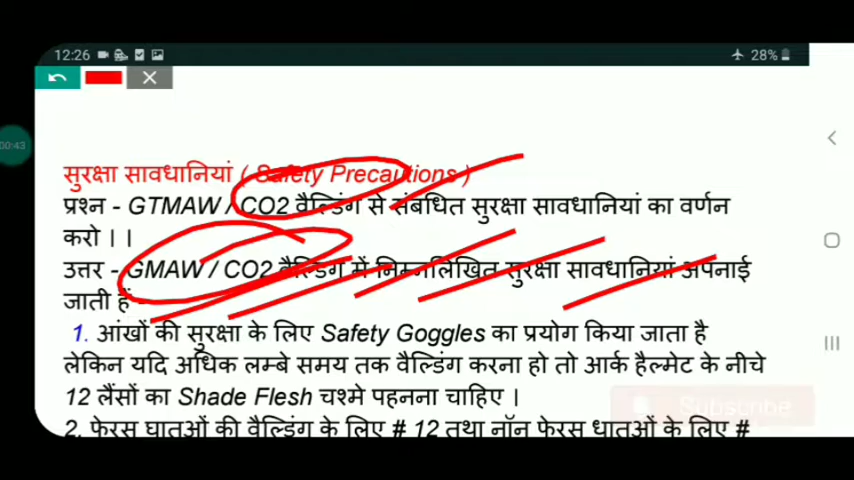 12:26
28%
00:43
सुरक्षा सावधानियां ( Safety Precautions )
प्रश्न - GTMAW / CO2 वैल्डिंग से संबधित सुरक्षा सावधानियां का वर्णन
करो ।।
उत्तर - GMAW / CO2 वैल्डिंग में निम्नलिखित सुरक्षा सावधानियां अपनाई
जाती हैं -
1. आंखों की सुरक्षा के लिए Safety Goggles का प्रयोग किया जाता है
लेकिन यदि अधिक लम्बे समय तक वैल्डिंग करना हो तो आर्क हैल्मेट के नीचे
12 लैंसों का Shade Flesh चश्मे पहनना चाहिए ।
Subscribe
2. फेरस घातुओं की वैल्डिंग के लिए # 12 तथा नॉन फेरस धातुओं के लिए #